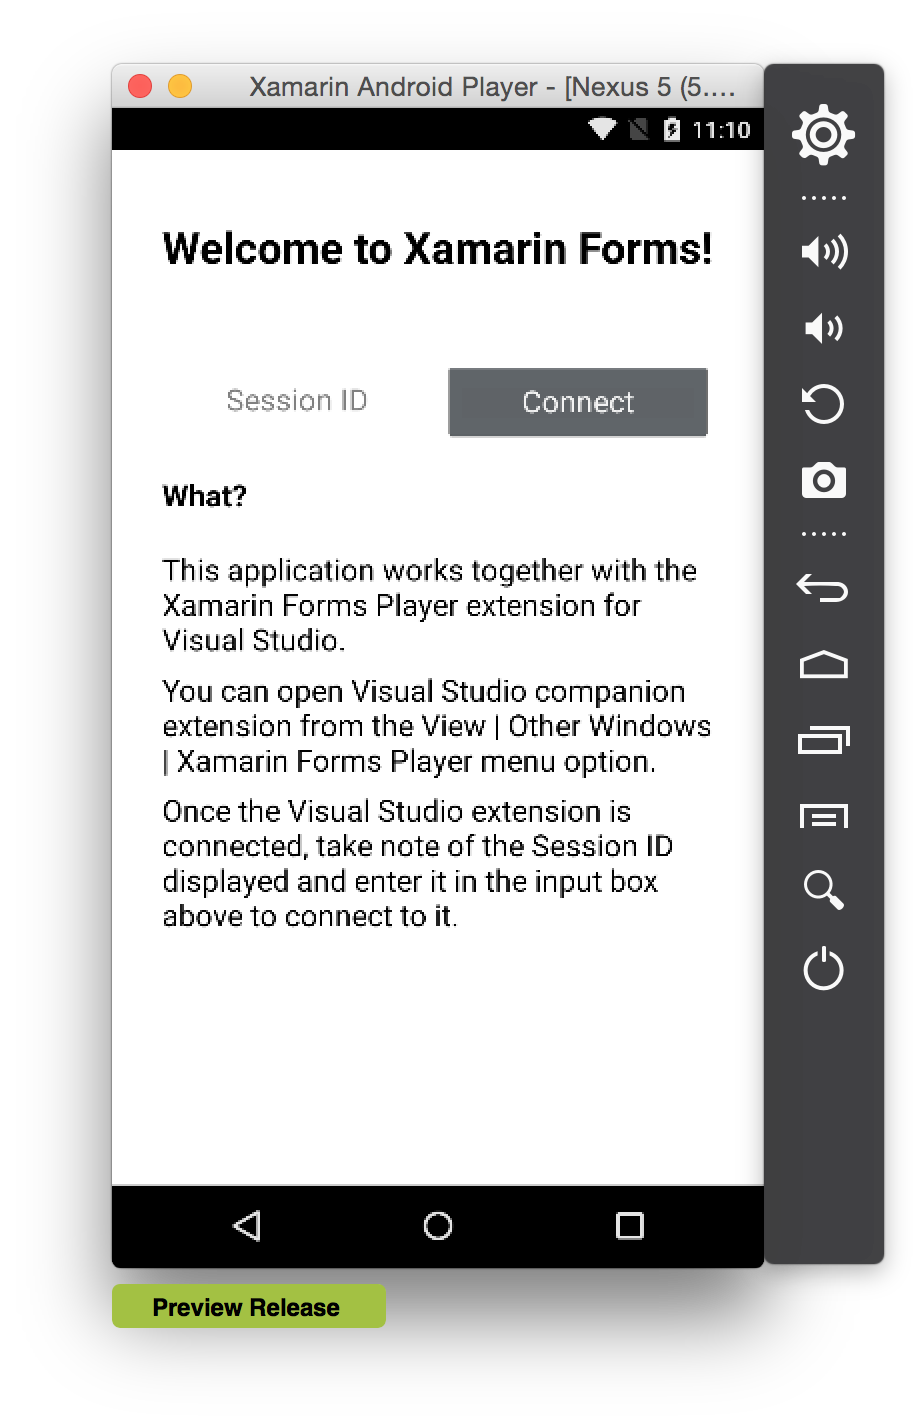 Xamarin Android Player - [Nexus 5 (5....
11:10
Welcome to Xamarin Forms!
Session ID
Connect
What?
This application works together with the
Xamarin Forms Player extension for
Visual Studio.
You can open Visual Studio companion
extension from the View | Other Windows
| Xamarin Forms Player menu option.
Once the Visual Studio extension is
connected, take note of the Session ID
displayed and enter it in the input box
above to connect to it.
Preview Release